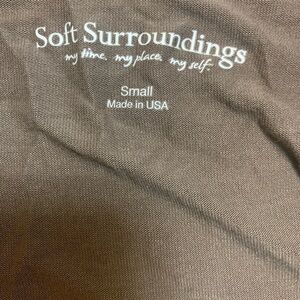 Soft Surroundings
my time. my place. my self.
Small
Made in USA